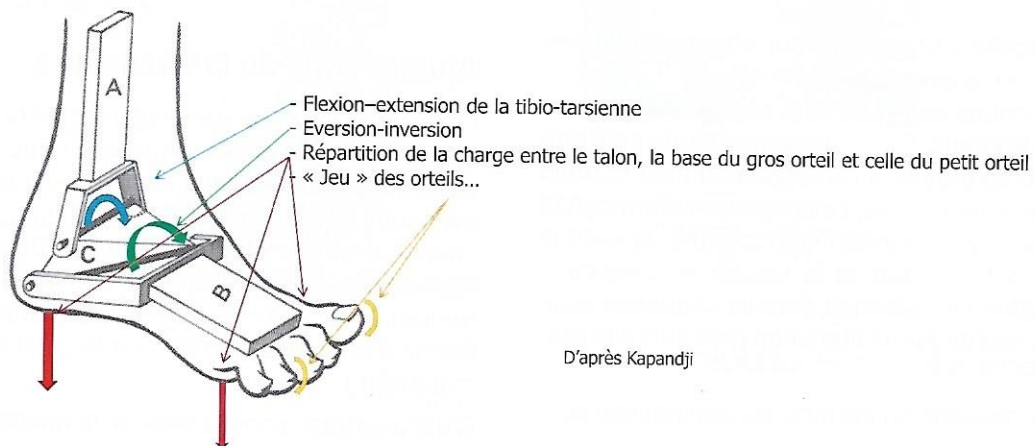 A
- Flexion–extension de la tibio-tarsienne
- Eversion-inversion
- Répartition de la charge entre le talon, la base du gros orteil et celle du petit orteil
- « Jeu » des orteils...
C
B
D'après Kapandji